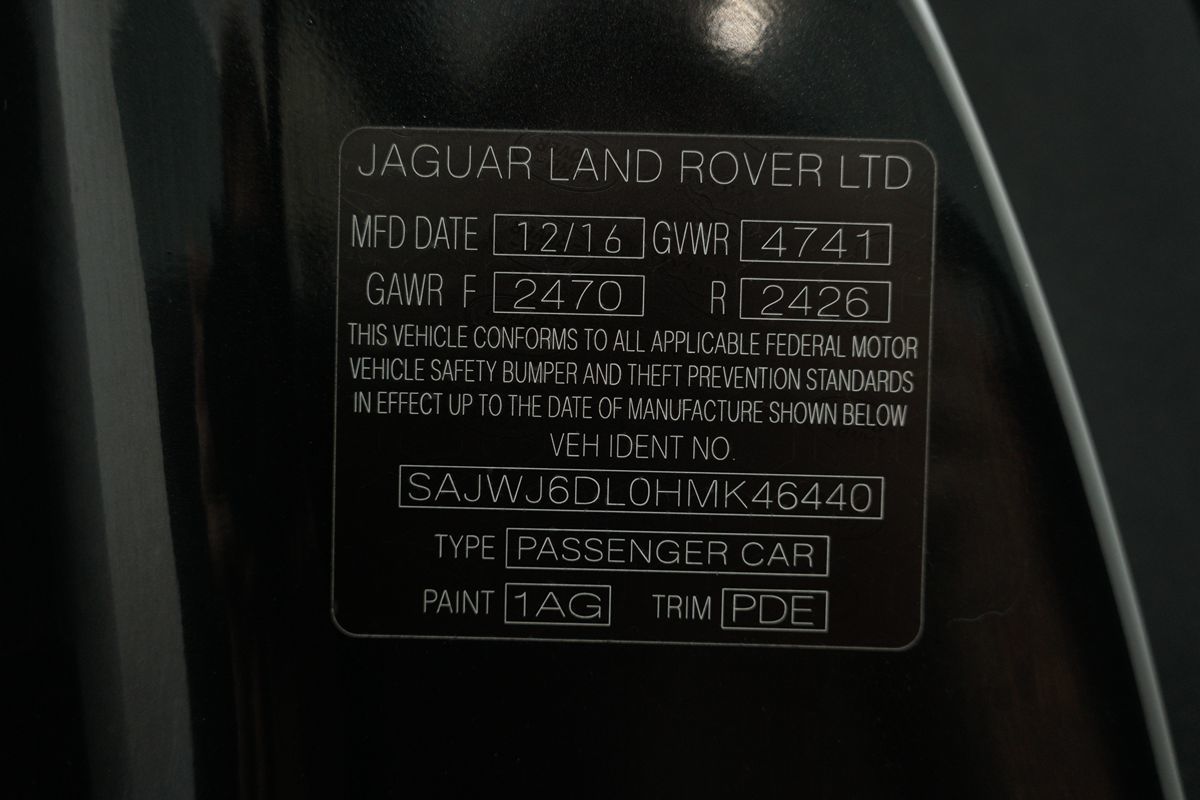 JAGUAR LAND ROVER LTD
MFD DATE 12/16 GVWR 4741
GAWR F 2470 R 2426
THIS VEHICLE CONFORMS TO ALL APPLICABLE FEDERAL MOTOR
VEHICLE SAFETY BUMPER AND THEFT PREVENTION STANDARDS
IN EFFECT UP TO THE DATE OF MANUFACTURE SHOWN BELOW
VEH IDENT NO.
SAJWJ6DL0HMK46440
TYPE PASSENGER CAR
PAINT 1AG TRIM PDE